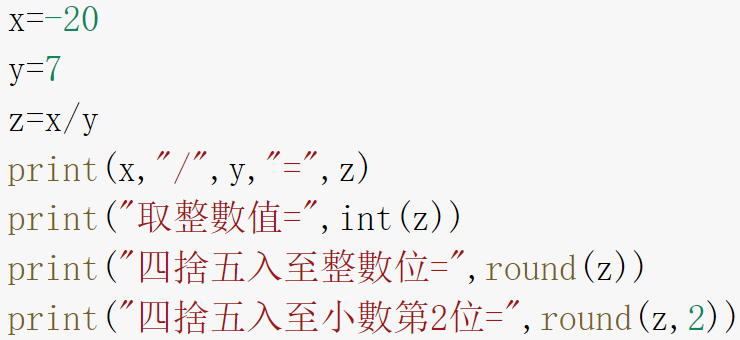 x=-20
y=7
z=x/y
print(x,"/",y,"=",z)
print("取整數值=",int(z))
print("四捨五入至整數位=",round(z))
print("四捨五入至小數第2位=",round(z,2))